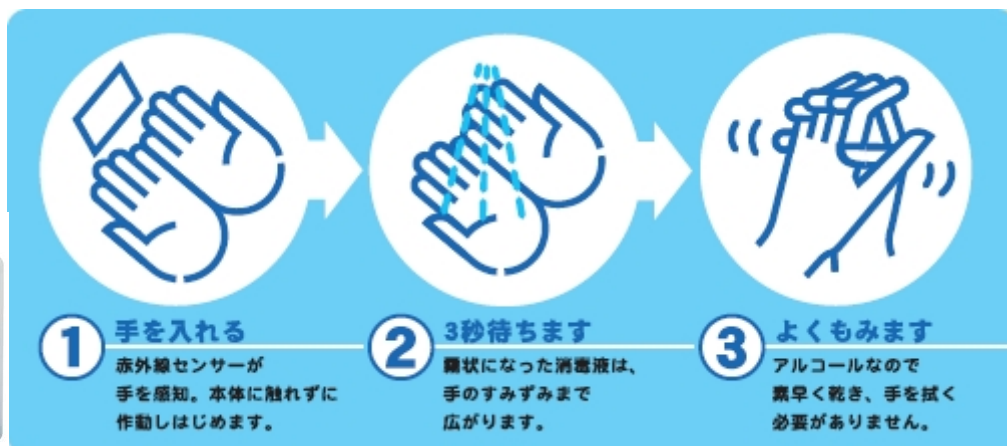 1 手を入れる
赤外線センサーが
手を感知。本体に触れずに
作動しはじめます。
2 3秒待ちます
霧状になった消毒液は、
手のすみずみまで
広がります。
3 よくもみます
アルコールなので
素早く乾き、手を拭く
必要がありません。